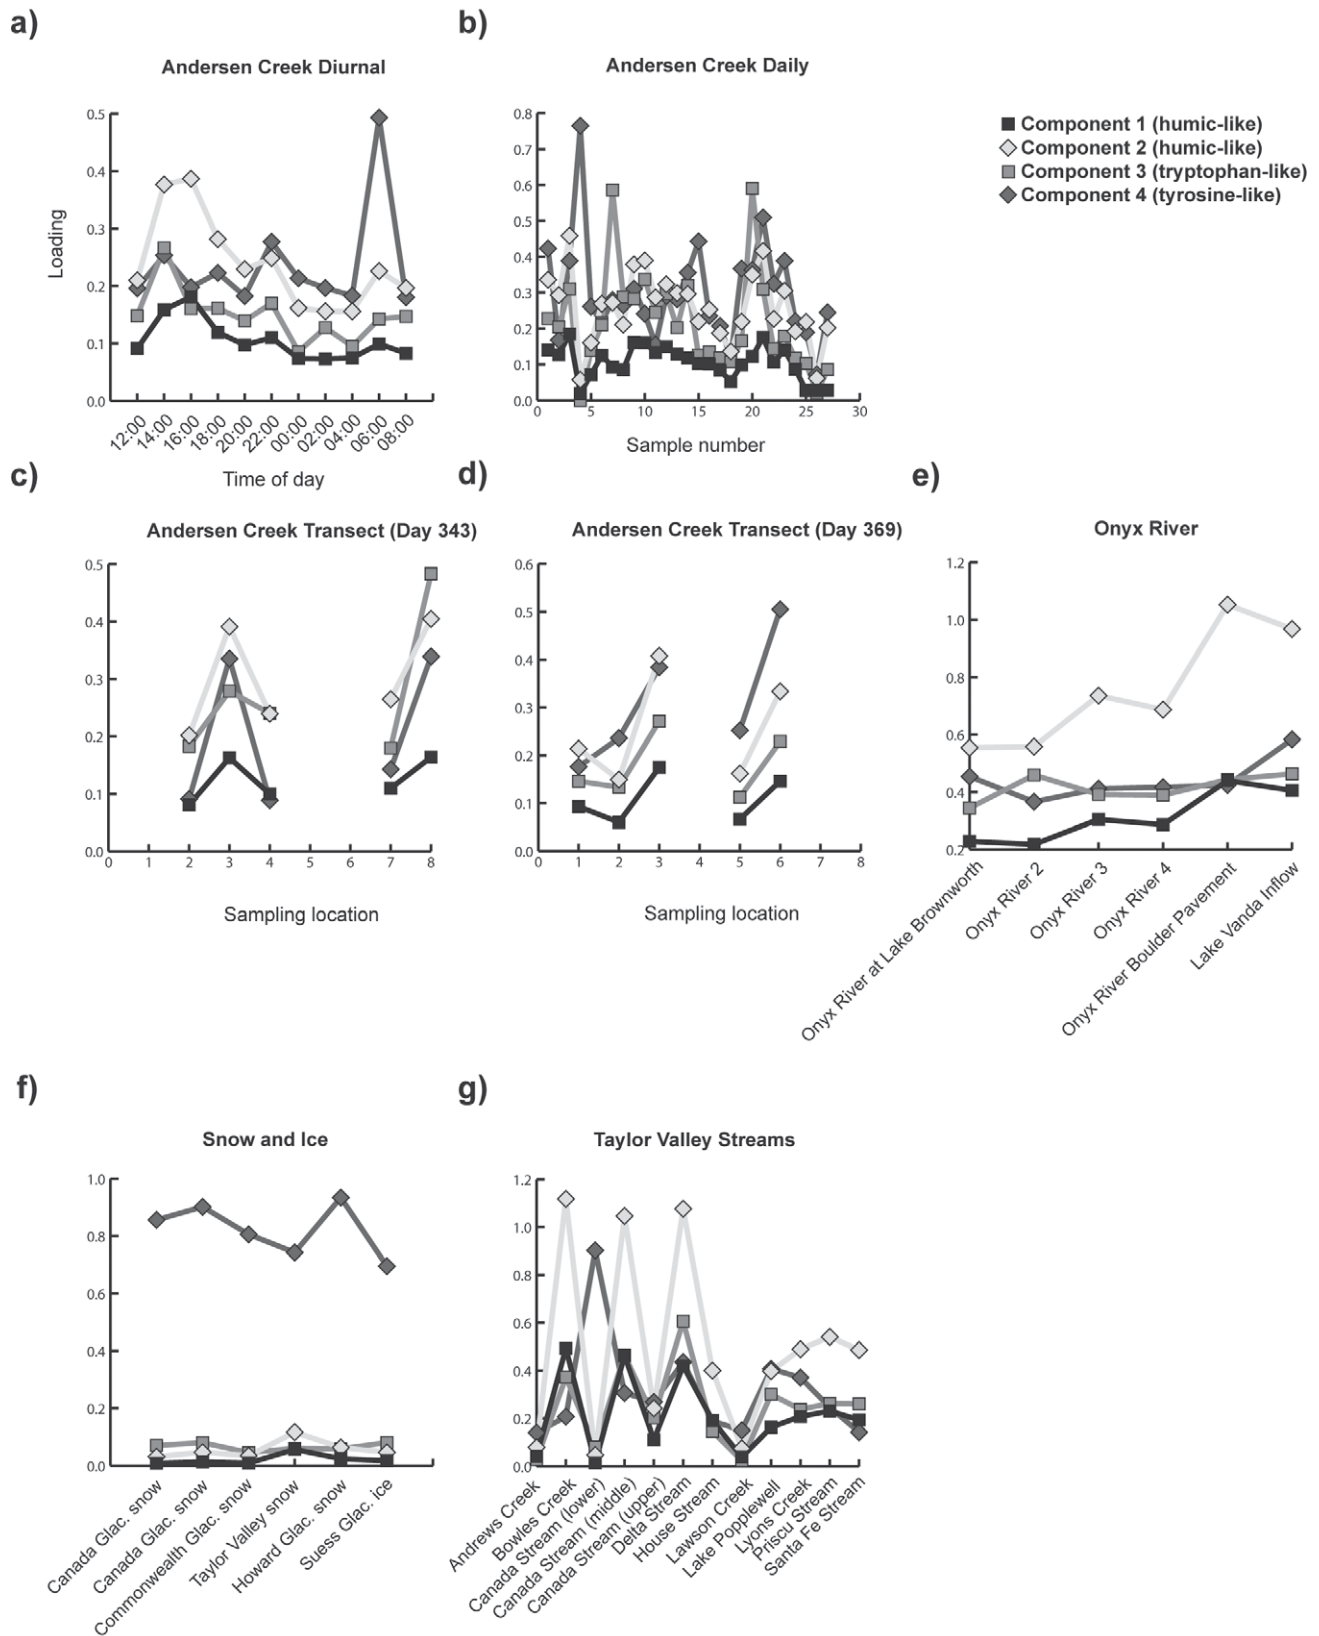 a)
Andersen Creek Diurnal
0.5
0.4
0.3
0.2
0.1
0.0
Loading
12:00
14:00
16:00
18:00
20:00
22:00
00:00
02:00
04:00
06:00
08:00
Time of day
b)
Andersen Creek Daily
0.8
0.7
0.6
0.5
0.4
0.3
0.2
0.1
0.0
0 5 10 15 20 25 30
Sample number
Component 1 (humic-like)
Component 2 (humic-like)
Component 3 (tryptophan-like)
Component 4 (tyrosine-like)
c)
Andersen Creek Transect (Day 343)
0.5
0.4
0.3
0.2
0.1
0.0
0 1 2 3 4 5 6 7 8
Sampling location
d)
Andersen Creek Transect (Day 369)
0.6
0.5
0.4
0.3
0.2
0.1
0.0
0 1 2 3 4 5 6 7 8
Sampling location
e)
Onyx River
1.2
1.0
0.8
0.6
0.4
0.2
Onyx River at Lake Brownworth
Onyx River 2
Onyx River 3
Onyx River 4
Onyx River Boulder Pavement
Lake Vanda Inflow
f)
Snow and Ice
1.0
0.8
0.6
0.4
0.2
0.0
Canada Glac. snow
Canada Glac. snow
Commonwealth Glac. snow
Taylor Valley snow
Howard Glac. snow
Suess Glac. ice
g)
Taylor Valley Streams
1.2
1.0
0.8
0.6
0.4
0.2
0.0
Andrews Creek
Bowles Creek
Canada Stream (lower)
Canada Stream (middle)
Canada Stream (upper)
Delta Stream
House Stream
Lawson Creek
Lake Popplewell
Lyons Creek
Priscu Stream
Santa Fe Stream